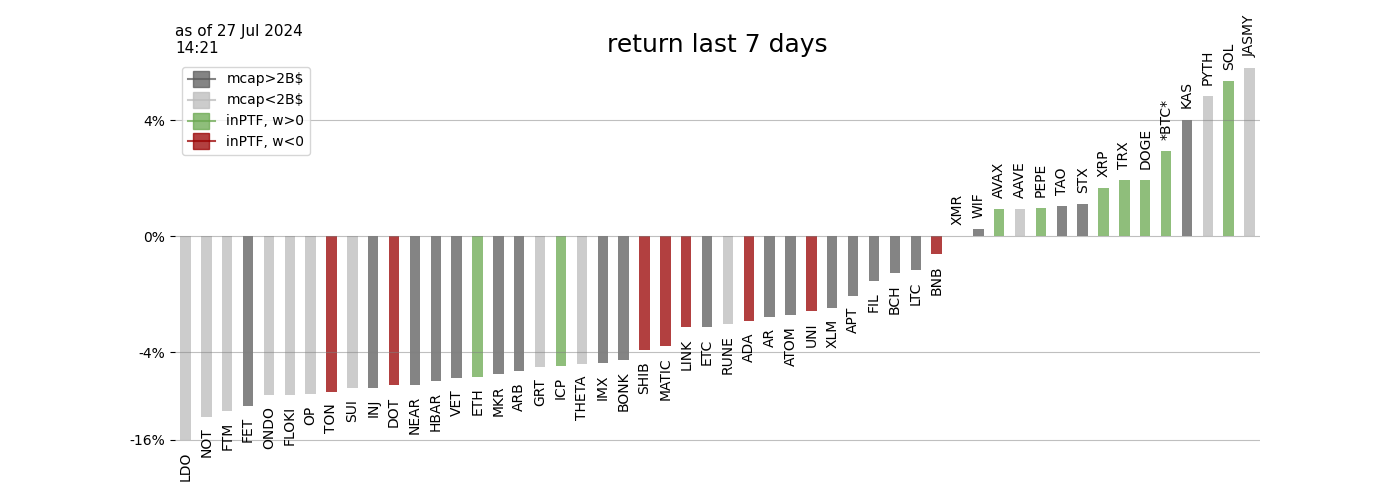 as of 27 Jul 2024
14:21
return last 7 days
mcap>2B$
mcap<2B$
inPTF, w>0
inPTF, w<0
4%
0%
-4%
-16%
LDO
NOT
FTM
FET
ONDO
FLOKI
OP
TON
SUI
INJ
DOT
NEAR
HBAR
VET
ETH
MKR
ARB
GRT
ICP
THETA
IMX
BONK
SHIB
MATIC
LINK
ETC
RUNE
ADA
AR
ATOM
UNI
XLM
APT
FIL
BCH
LTC
BNB
XMR
WIF
AVAX
AAVE
PEPE
TAO
STX
XRP
TRX
DOGE
*BTC*
KAS
PYTH
SOL
JASMY